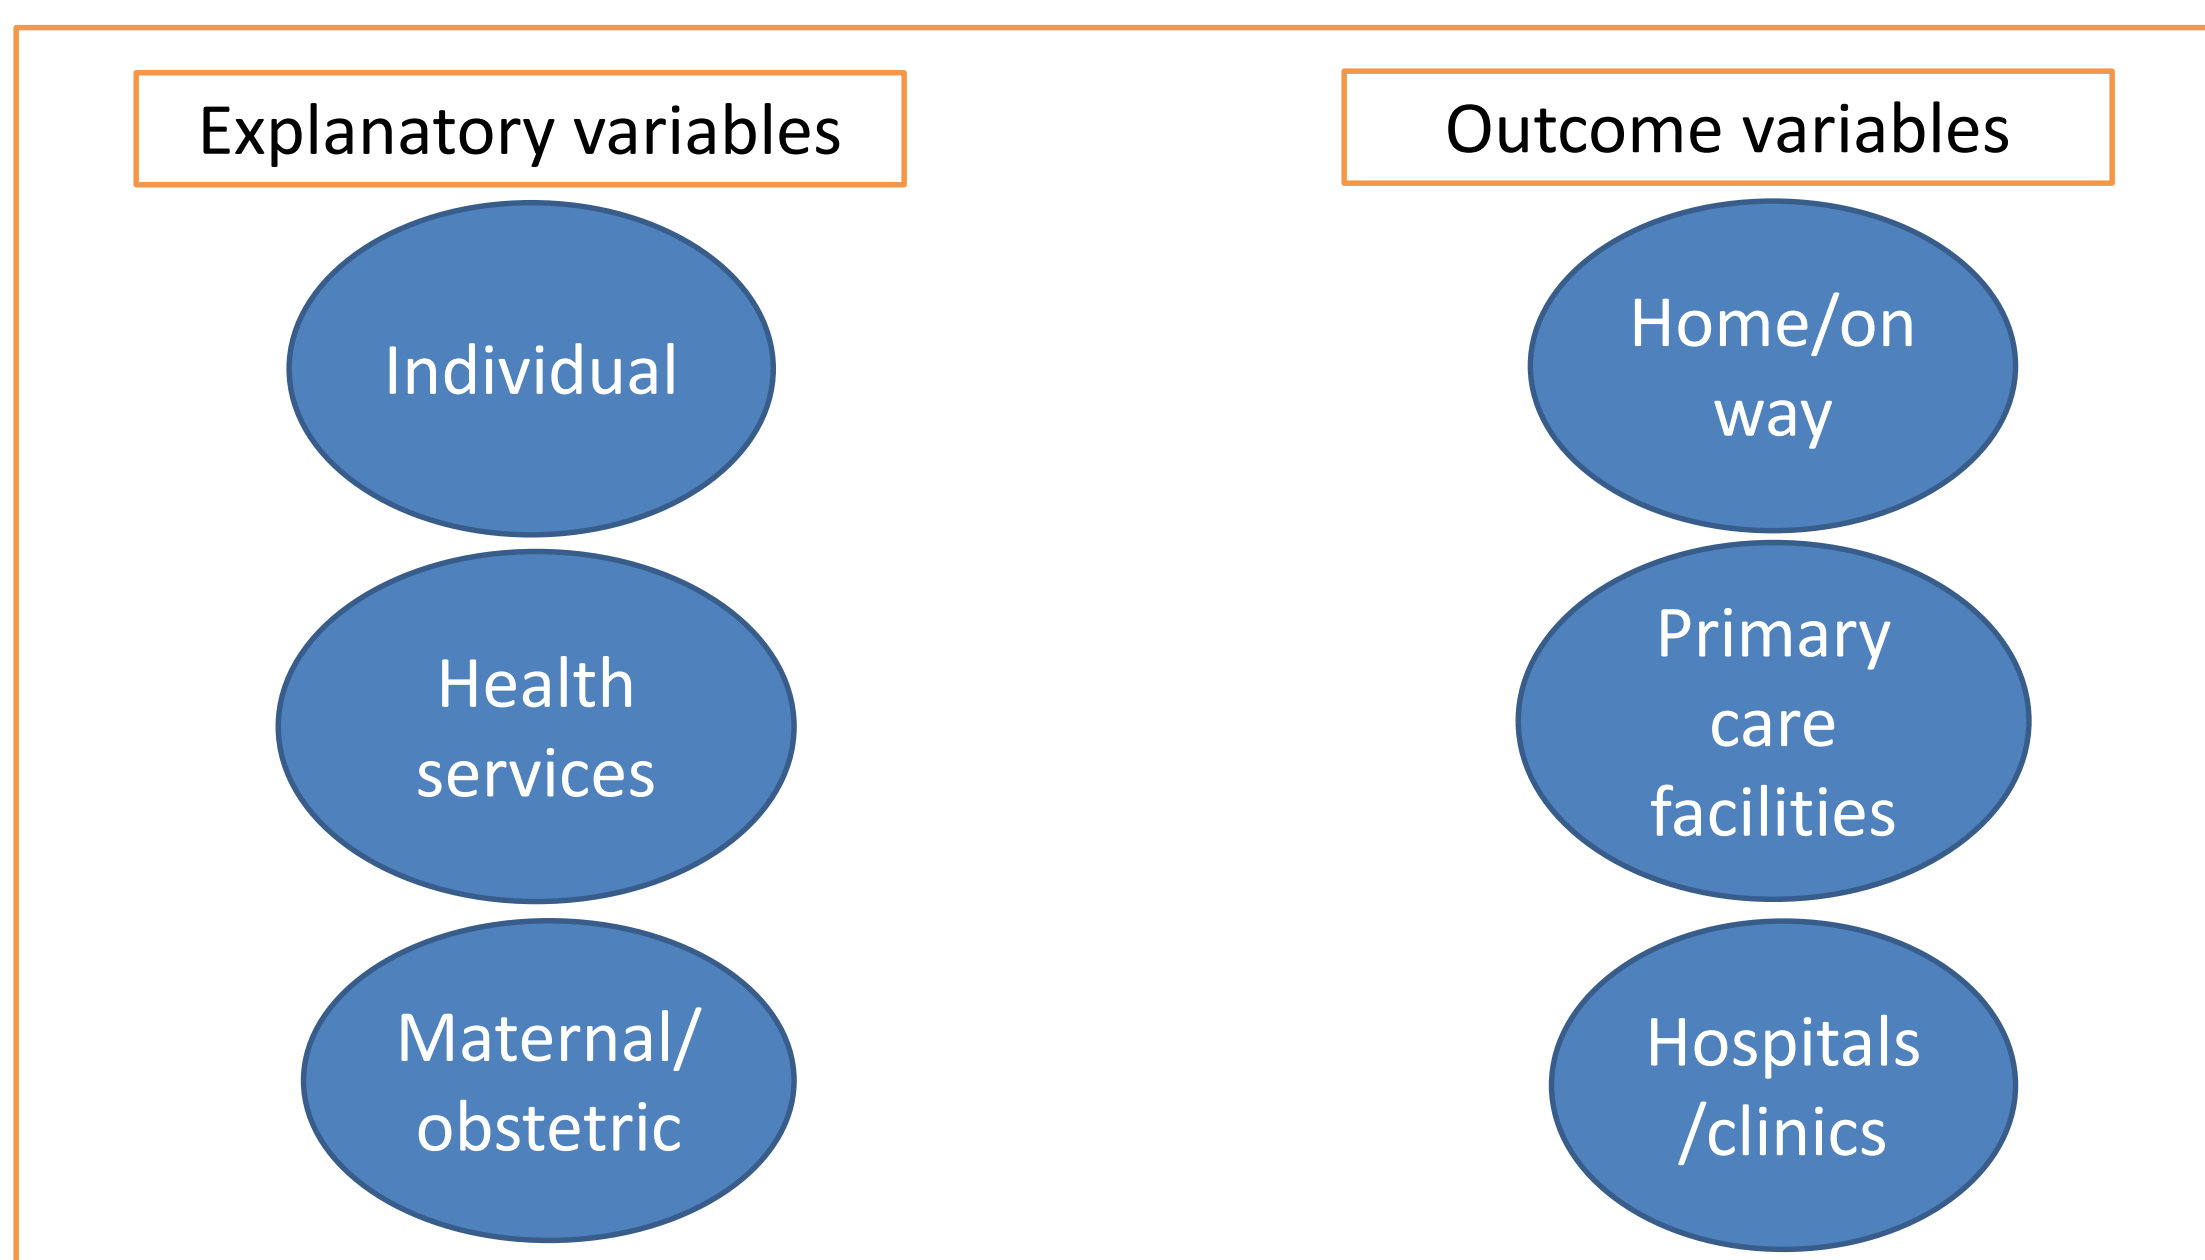 Explanatory variables
Individual
Health
services
Maternal/
obstetric
Outcome variables
Home/on
way
Primary
care
facilities
Hospitals
/clinics